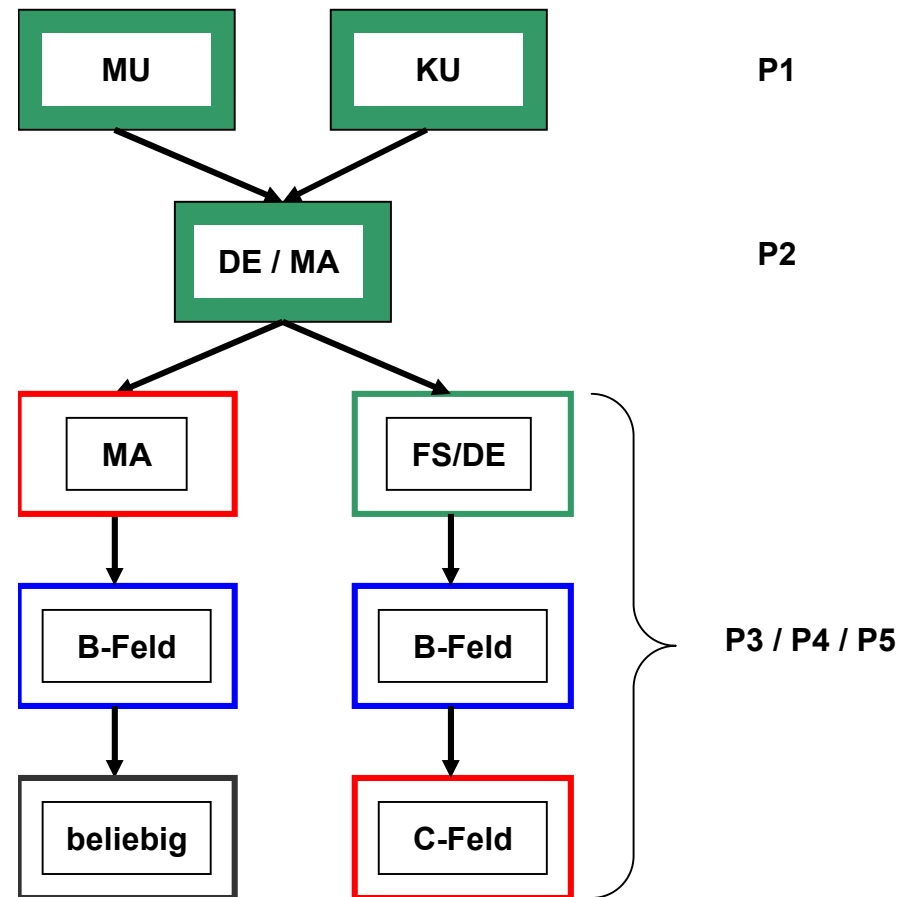 MU KU P1
DE / MA P2
MA FS/DE
B-Feld B-Feld P3 / P4 / P5
beliebig C-Feld